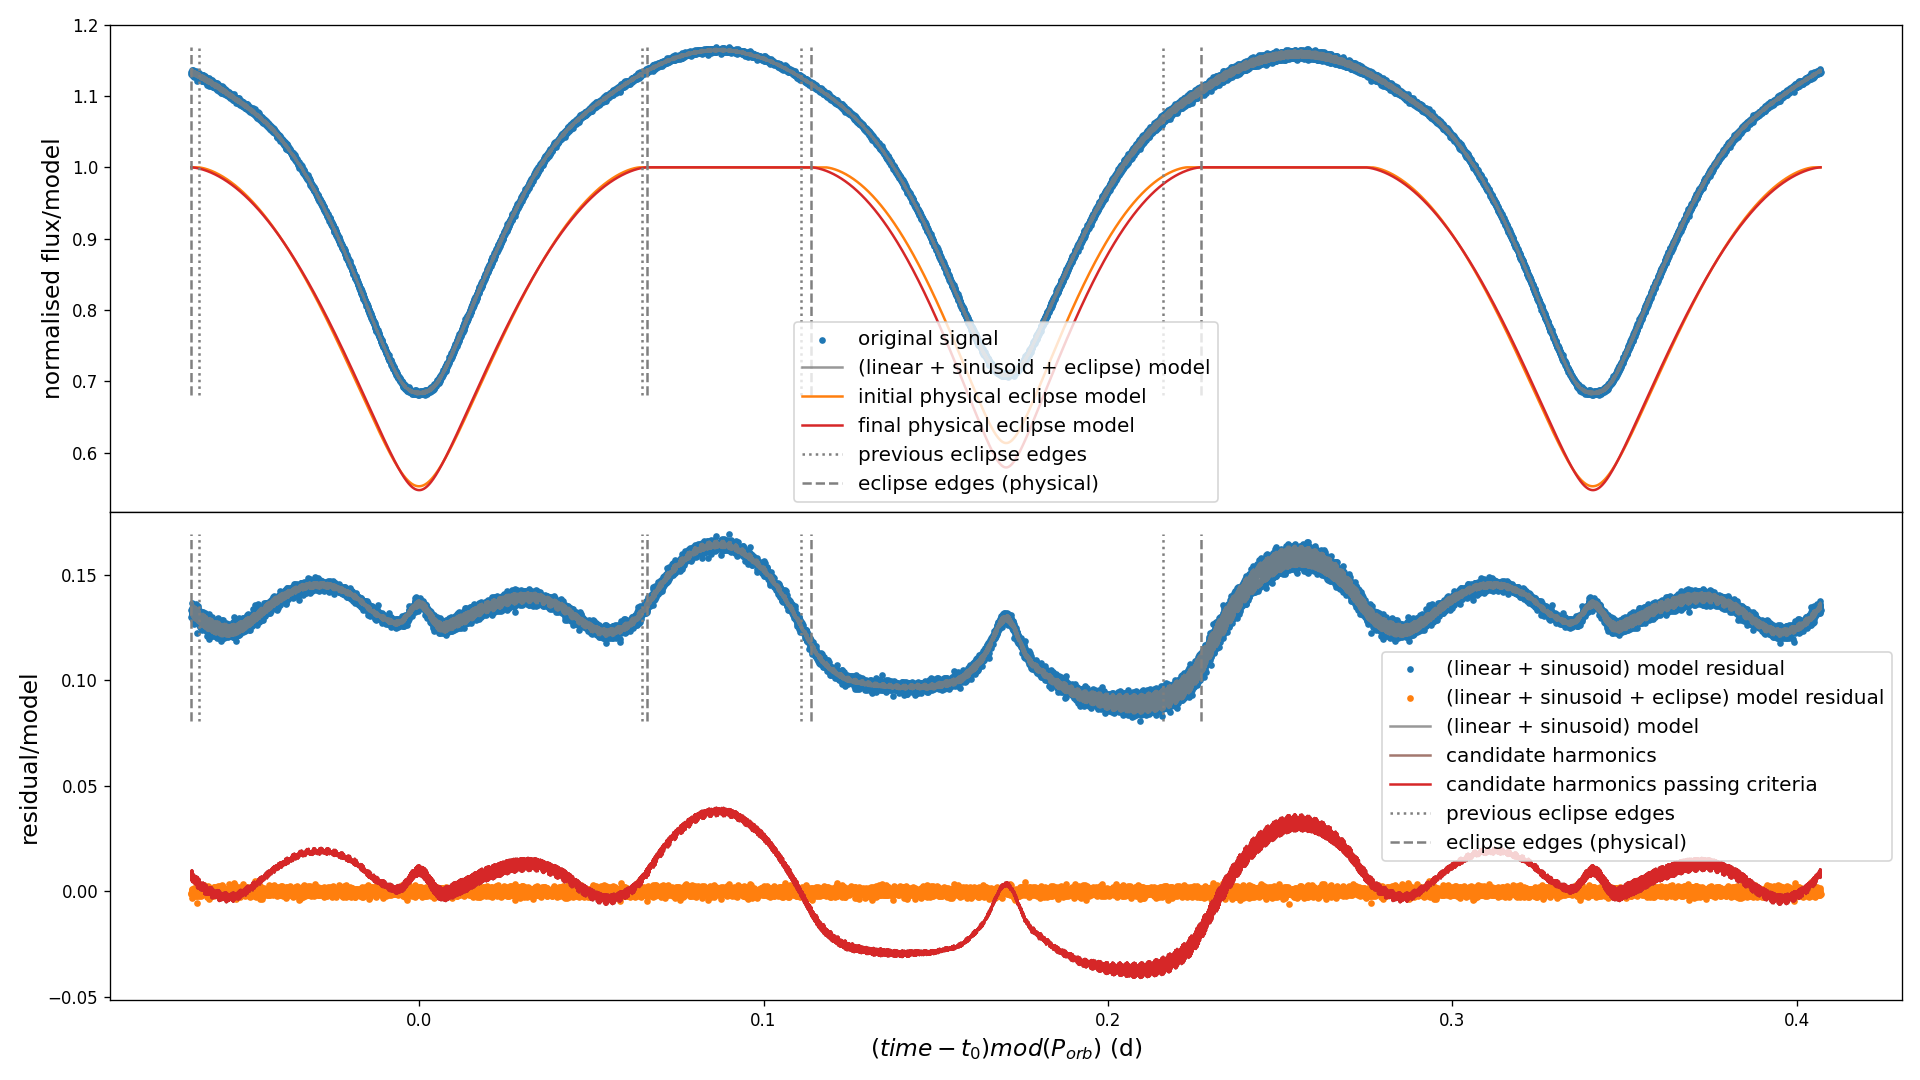 1.2
1.1
1.0
0.9
0.8
0.7
0.6
normalised flux/model
original signal
(linear + sinusoid + eclipse) model
initial physical eclipse model
final physical eclipse model
previous eclipse edges
eclipse edges (physical)
0.15
0.10
0.05
0.00
−0.05
residual/model
(linear + sinusoid) model residual
(linear + sinusoid + eclipse) model residual
(linear + sinusoid) model
candidate harmonics
candidate harmonics passing criteria
previous eclipse edges
eclipse edges (physical)
0.0 0.1 0.2 0.3 0.4
(time − t₀)mod(P_orb) (d)